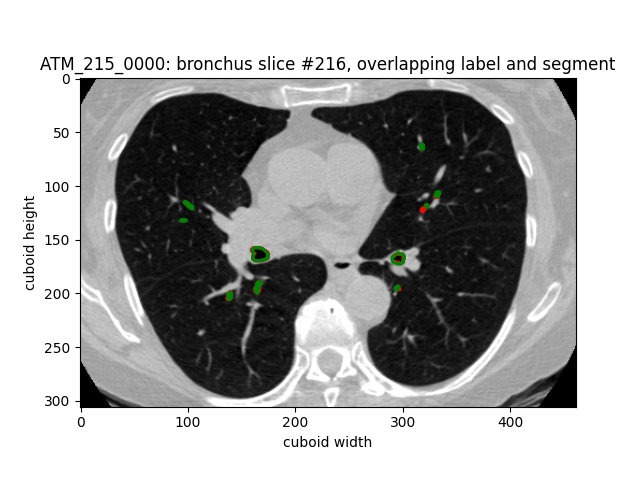 ATM_215_0000: bronchus slice #216, overlapping label and segment
cuboid height
0
50
100
150
200
250
300
0 100 200 300 400
cuboid width